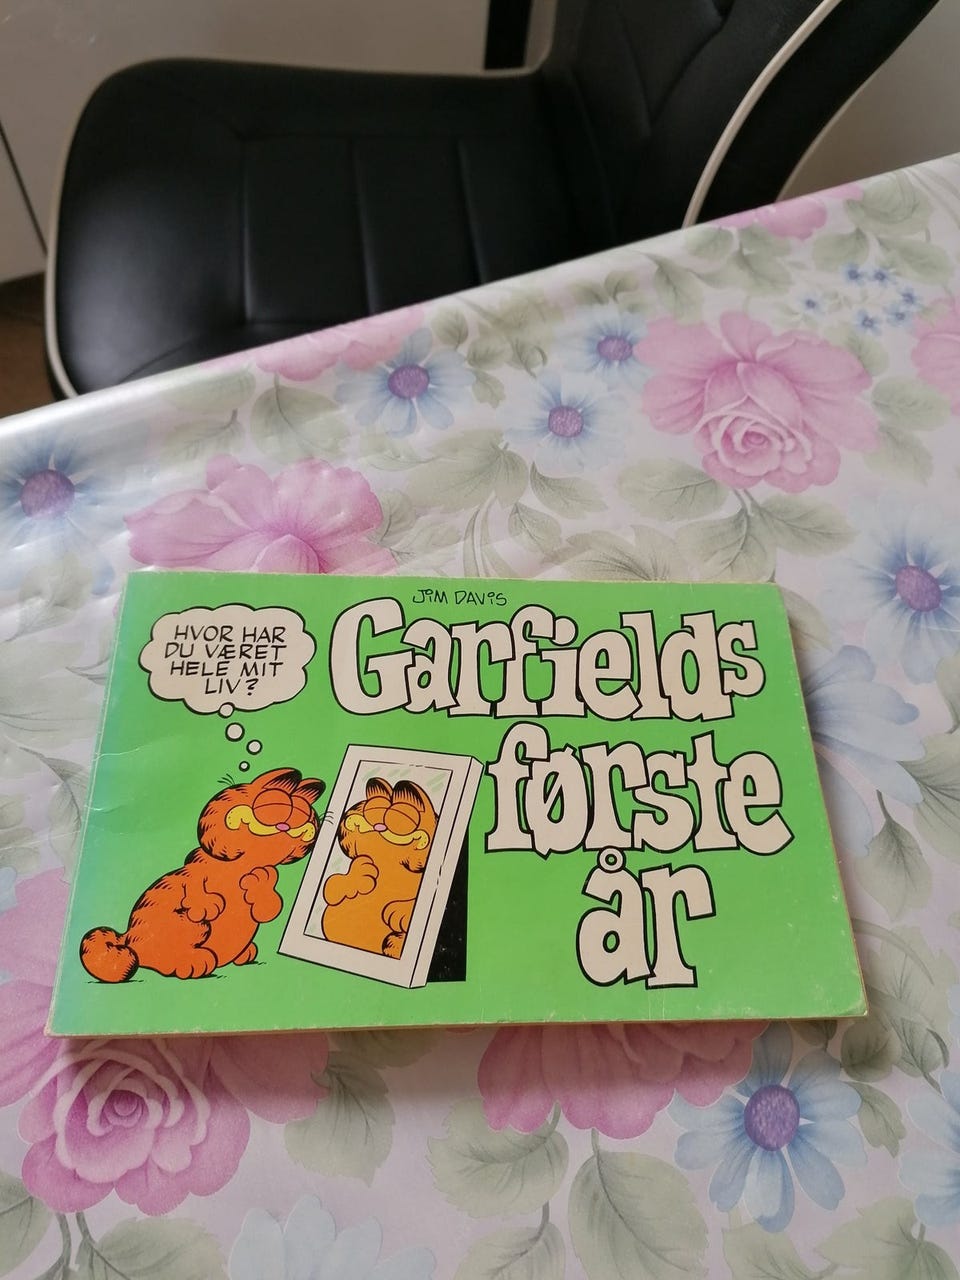 JIM DAVIS
Garfields
første
år
HVOR HAR
DU VÆRET
HELE MIT
LIV?